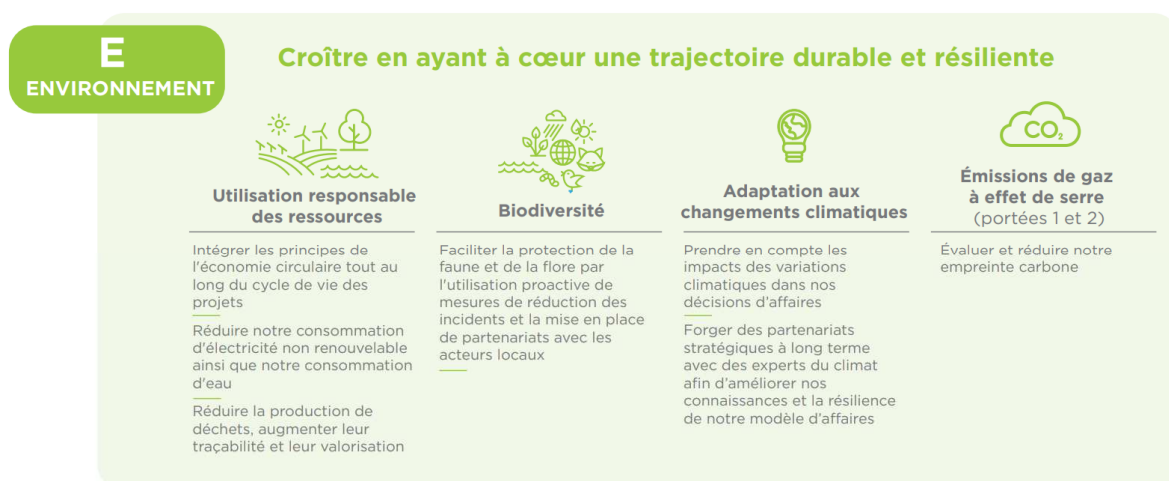 E
ENVIRONNEMENT
Croître en ayant à cœur une trajectoire durable et résiliente
Utilisation responsable
des ressources
Intégrer les principes de
l'économie circulaire tout au
long du cycle de vie des
projets
Réduire notre consommation
d'électricité non renouvelable
ainsi que notre consommation
d'eau
Réduire la production de
déchets, augmenter leur
traçabilité et leur valorisation
Biodiversité
Faciliter la protection de la
faune et de la flore par
l'utilisation proactive de
mesures de réduction des
incidents et la mise en place
de partenariats avec les
acteurs locaux
Adaptation aux
changements climatiques
Prendre en compte les
impacts des variations
climatiques dans nos
décisions d'affaires
Forger des partenariats
stratégiques à long terme
avec des experts du climat
afin d'améliorer nos
connaissances et la résilience
de notre modèle d'affaires
CO₂
Émissions de gaz
à effet de serre
(portées 1 et 2)
Évaluer et réduire notre
empreinte carbone